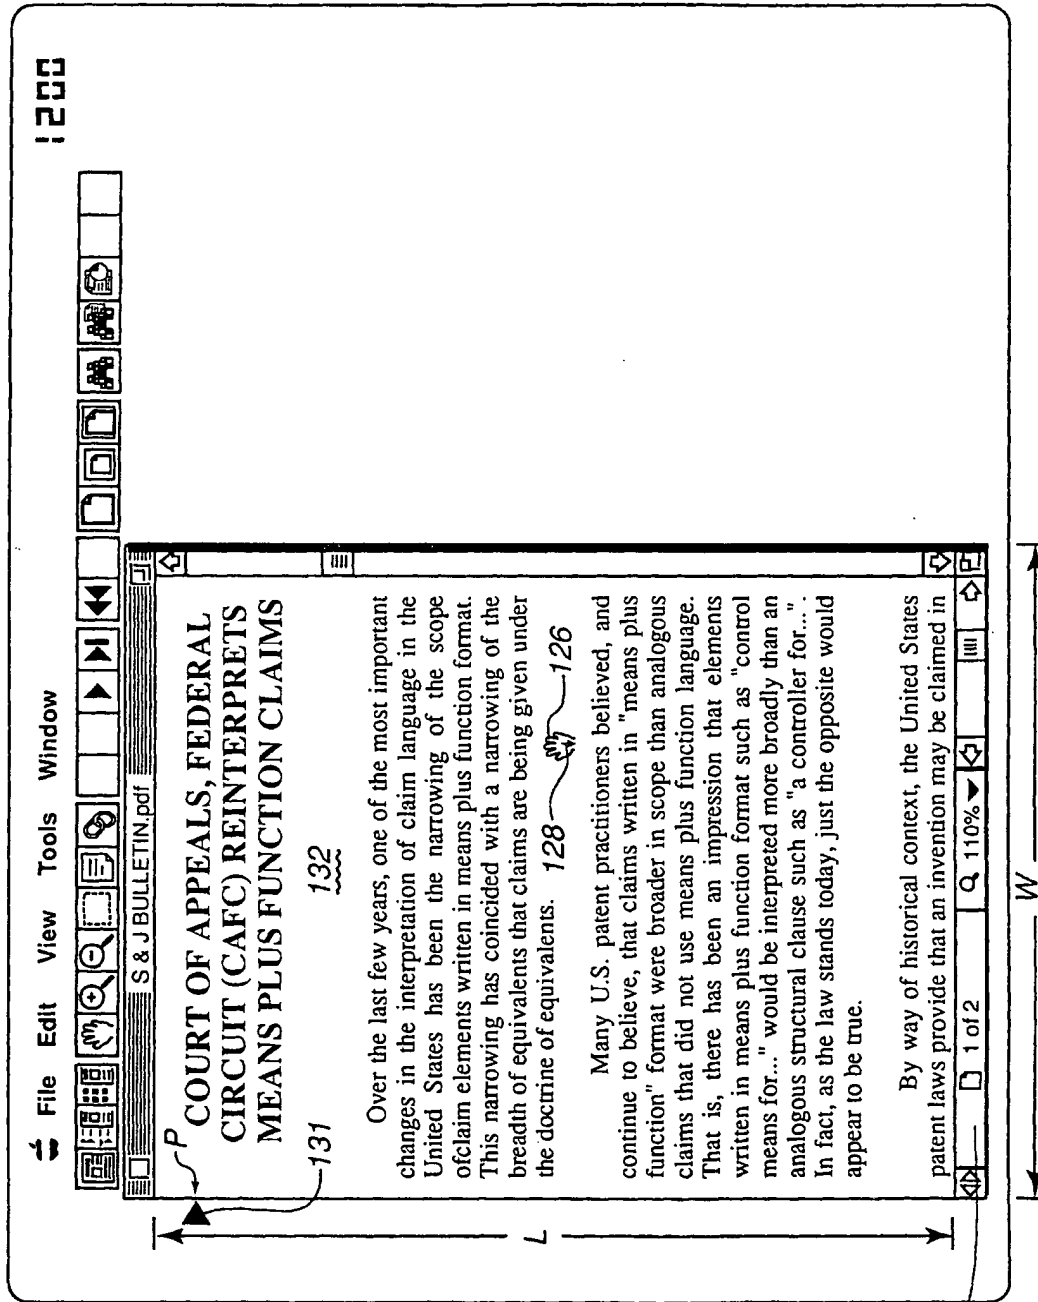 File Edit View Tools Window
1200
S & J BULLETIN.pdf
P
COURT OF APPEALS, FEDERAL
CIRCUIT (CAFC) REINTERPRETS
MEANS PLUS FUNCTION CLAIMS
131
132
Over the last few years, one of the most important
changes in the interpretation of claim language in the
United States has been the narrowing of the scope
ofclaim elements written in means plus function format.
This narrowing has coincided with a narrowing of the
breadth of equivalents that claims are being given under
the doctrine of equivalents.
128
126
Many U.S. patent practitioners believed, and
continue to believe, that claims written in "means plus
function" format were broader in scope than analogous
claims that did not use means plus function language.
That is, there has been an impression that elements
written in means plus function format such as "control
means for..." would be interpreted more broadly than an
analogous structural clause such as "a controller for...".
In fact, as the law stands today, just the opposite would
appear to be true.
By way of historical context, the United States
patent laws provide that an invention may be claimed in
1 of 2
110%
L
W